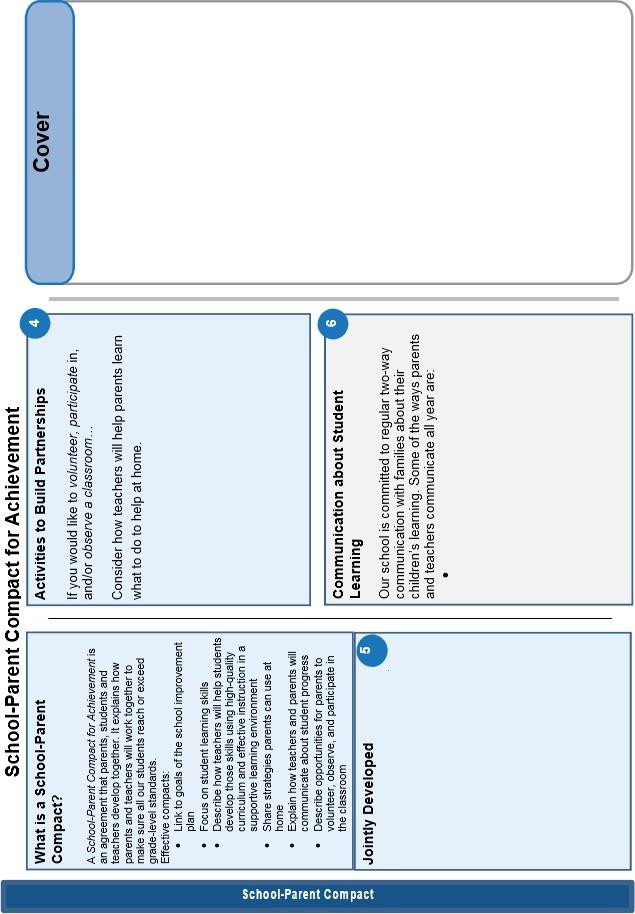 School-Parent Compact for Achievement
What is a School-Parent
Compact?
A School-Parent Compact for Achievement is
an agreement that parents, students and
teachers develop together. It explains how
parents and teachers will work together to
make sure all our students reach or exceed
grade-level standards.
Effective compacts:
• Link to goals of the school improvement
plan
• Focus on student learning skills
• Describe how teachers will help students
develop those skills using high-quality
curriculum and effective instruction in a
supportive learning environment
• Share strategies parents can use at
home
• Explain how teachers and parents will
communicate about student progress
• Describe opportunities for parents to
volunteer, observe, and participate in
the classroom
5
Jointly Developed
4
Activities to Build Partnerships
If you would like to volunteer, participate in,
and/or observe a classroom…
Consider how teachers will help parents learn
what to do to help at home.
6
Communication about Student
Learning
Our school is committed to regular two-way
communication with families about their
children's learning. Some of the ways parents
and teachers communicate all year are:
•
Cover
School-Parent Compact